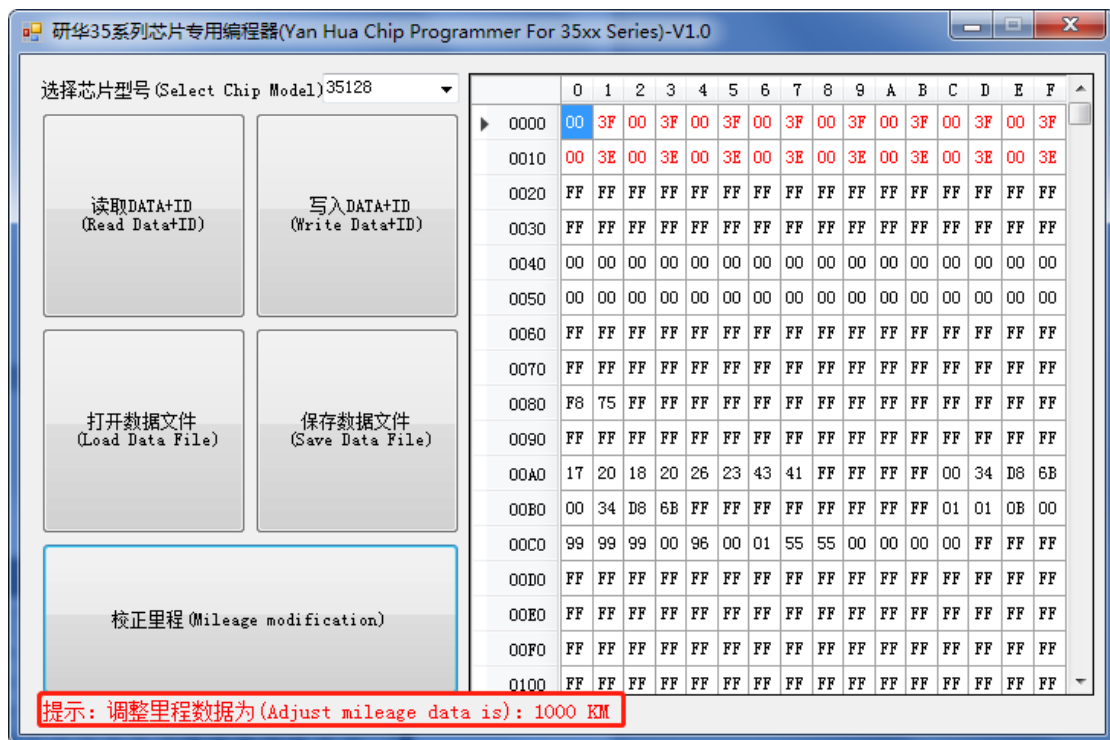 研华35系列芯片专用编程器(Yan Hua Chip Programmer For 35xx Series)-V1.0
选择芯片型号(Select Chip Model) 35128
读取DATA+ID
(Read Data+ID)
写入DATA+ID
(Write Data+ID)
打开数据文件
(Load Data File)
保存数据文件
(Save Data File)
校正里程(Mileage modification)
0 1 2 3 4 5 6 7 8 9 A B C D E F
0000 00 3F 00 3F 00 3F 00 3F 00 3F 00 3F 00 3F 00 3F
0010 00 3E 00 3E 00 3E 00 3E 00 3E 00 3E 00 3E 00 3E
0020 FF FF FF FF FF FF FF FF FF FF FF FF FF FF FF FF
0030 FF FF FF FF FF FF FF FF FF FF FF FF FF FF FF FF
0040 00 00 00 00 00 00 00 00 00 00 00 00 00 00 00 00
0050 00 00 00 00 00 00 00 00 00 00 00 00 00 00 00 00
0060 FF FF FF FF FF FF FF FF FF FF FF FF FF FF FF FF
0070 FF FF FF FF FF FF FF FF FF FF FF FF FF FF FF FF
0080 F8 75 FF FF FF FF FF FF FF FF FF FF FF FF FF FF
0090 FF FF FF FF FF FF FF FF FF FF FF FF FF FF FF FF
00A0 17 20 18 20 26 23 43 41 FF FF FF FF 00 34 D8 6B
00B0 00 34 D8 6B FF FF FF FF FF FF FF FF 01 01 0B 00
00C0 99 99 99 00 96 00 01 55 55 00 00 00 00 FF FF FF
00D0 FF FF FF FF FF FF FF FF FF FF FF FF FF FF FF FF
00E0 FF FF FF FF FF FF FF FF FF FF FF FF FF FF FF FF
00F0 FF FF FF FF FF FF FF FF FF FF FF FF FF FF FF FF
0100 FF FF FF FF FF FF FF FF FF FF FF FF FF FF FF FF
提示：调整里程数据为(Adjust mileage data is)：1000 KM